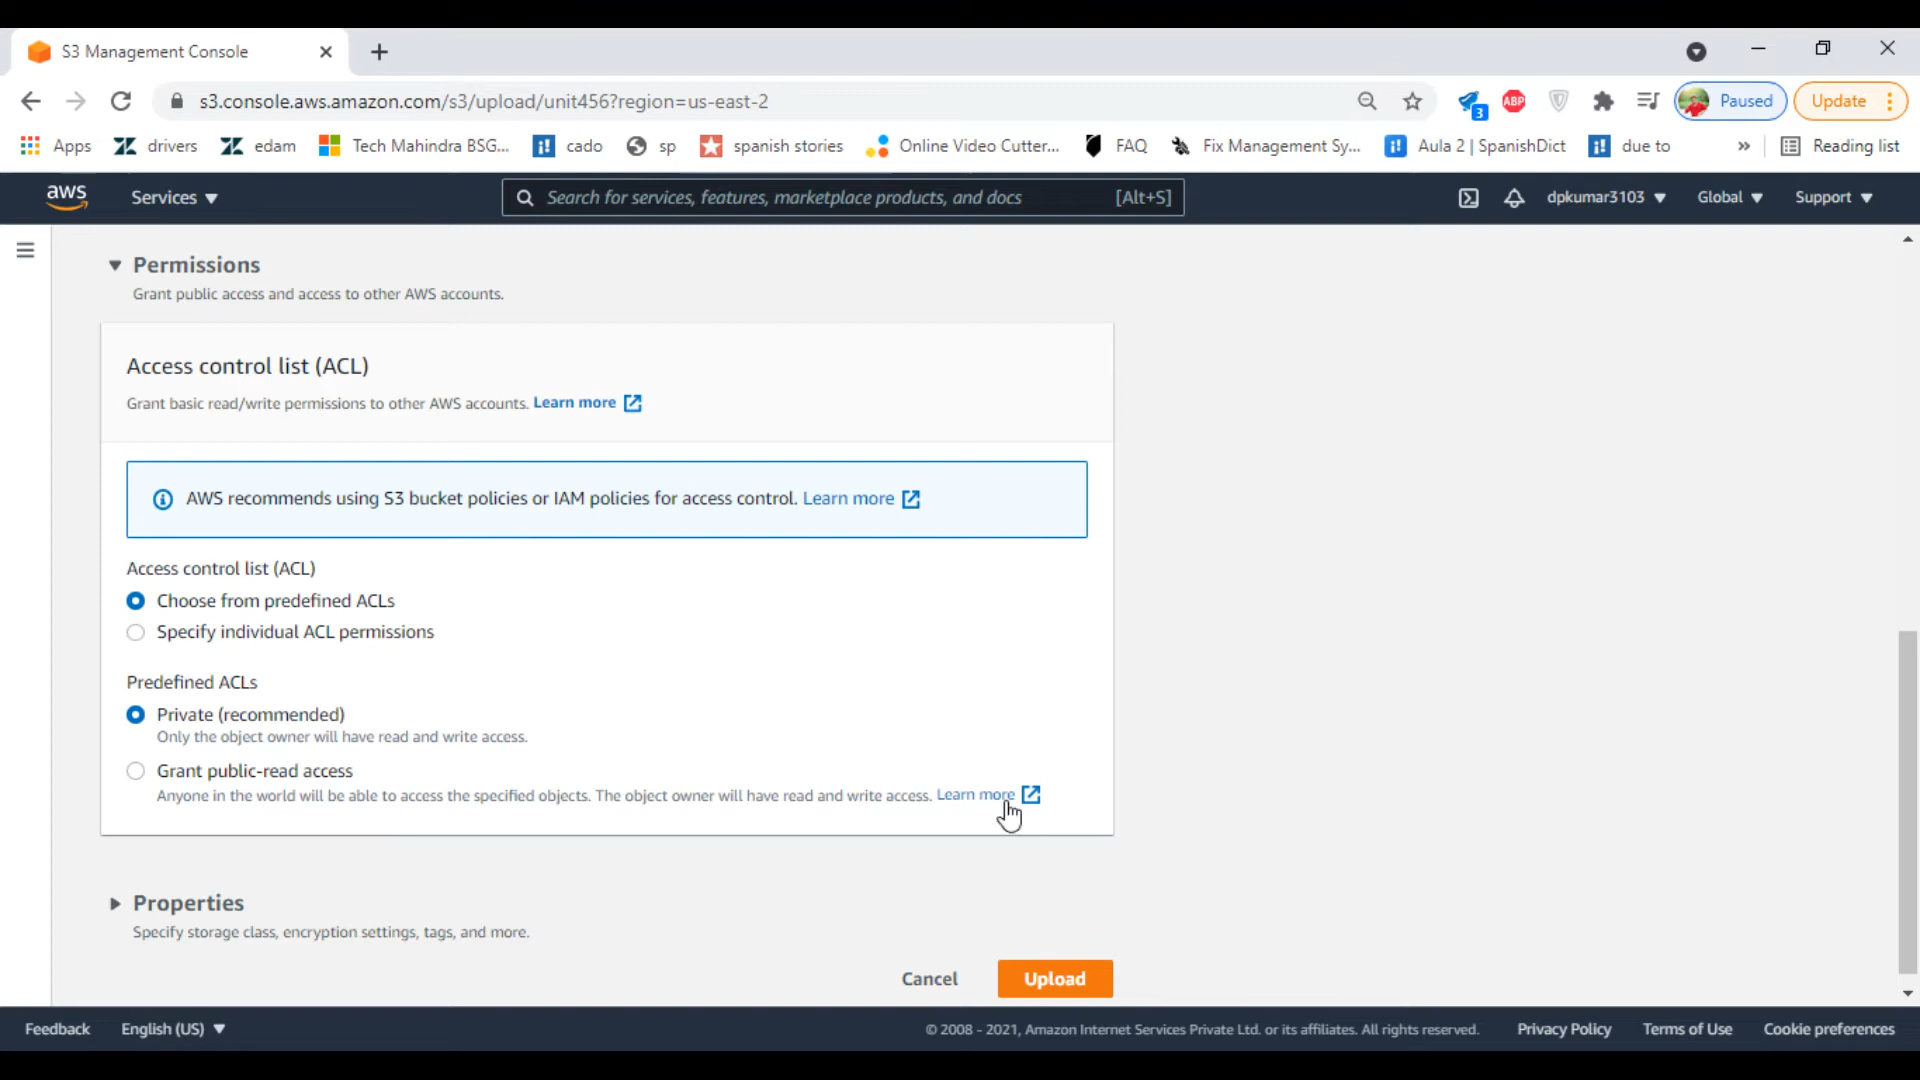 S3 Management Console
s3.console.aws.amazon.com/s3/upload/unit456?region=us-east-2
3
ABP
Paused
Update
Apps
drivers
edam
Tech Mahindra BSG...
cado
sp
spanish stories
Online Video Cutter...
FAQ
Fix Management Sy...
Aula 2 | SpanishDict
due to
»
Reading list
aws
Services
Search for services, features, marketplace products, and docs
[Alt+S]
dpkumar3103
Global
Support
Permissions
Grant public access and access to other AWS accounts.
Access control list (ACL)
Grant basic read/write permissions to other AWS accounts. Learn more
AWS recommends using S3 bucket policies or IAM policies for access control. Learn more
Access control list (ACL)
Choose from predefined ACLs
Specify individual ACL permissions
Predefined ACLs
Private (recommended)
Only the object owner will have read and write access.
Grant public-read access
Anyone in the world will be able to access the specified objects. The object owner will have read and write access. Learn more
Properties
Specify storage class, encryption settings, tags, and more.
Cancel
Upload
Feedback
English (US)
© 2008 - 2021, Amazon Internet Services Private Ltd. or its affiliates. All rights reserved.
Privacy Policy
Terms of Use
Cookie preferences